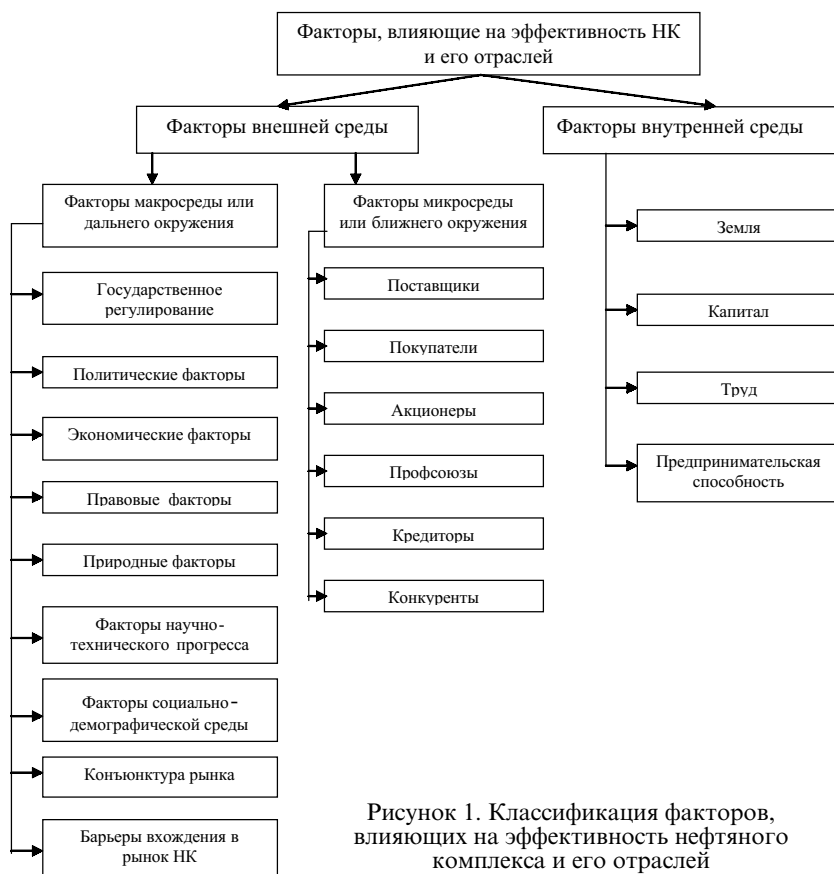 Факторы, влияющие на эффективность НК
и его отраслей
Факторы внешней среды
Факторы внутренней среды
Факторы макросреды или
дальнего окружения
Государственное
регулирование
Политические факторы
Экономические факторы
Правовые факторы
Природные факторы
Факторы научно-
технического прогресса
Факторы социально-
демографической среды
Конъюнктура рынка
Барьеры вхождения в
рынок НК
Факторы микросреды
или ближнего окружения
Поставщики
Покупатели
Акционеры
Профсоюзы
Кредиторы
Конкуренты
Земля
Капитал
Труд
Предпринимательская
способность
Рисунок 1. Классификация факторов,
влияющих на эффективность нефтяного
комплекса и его отраслей